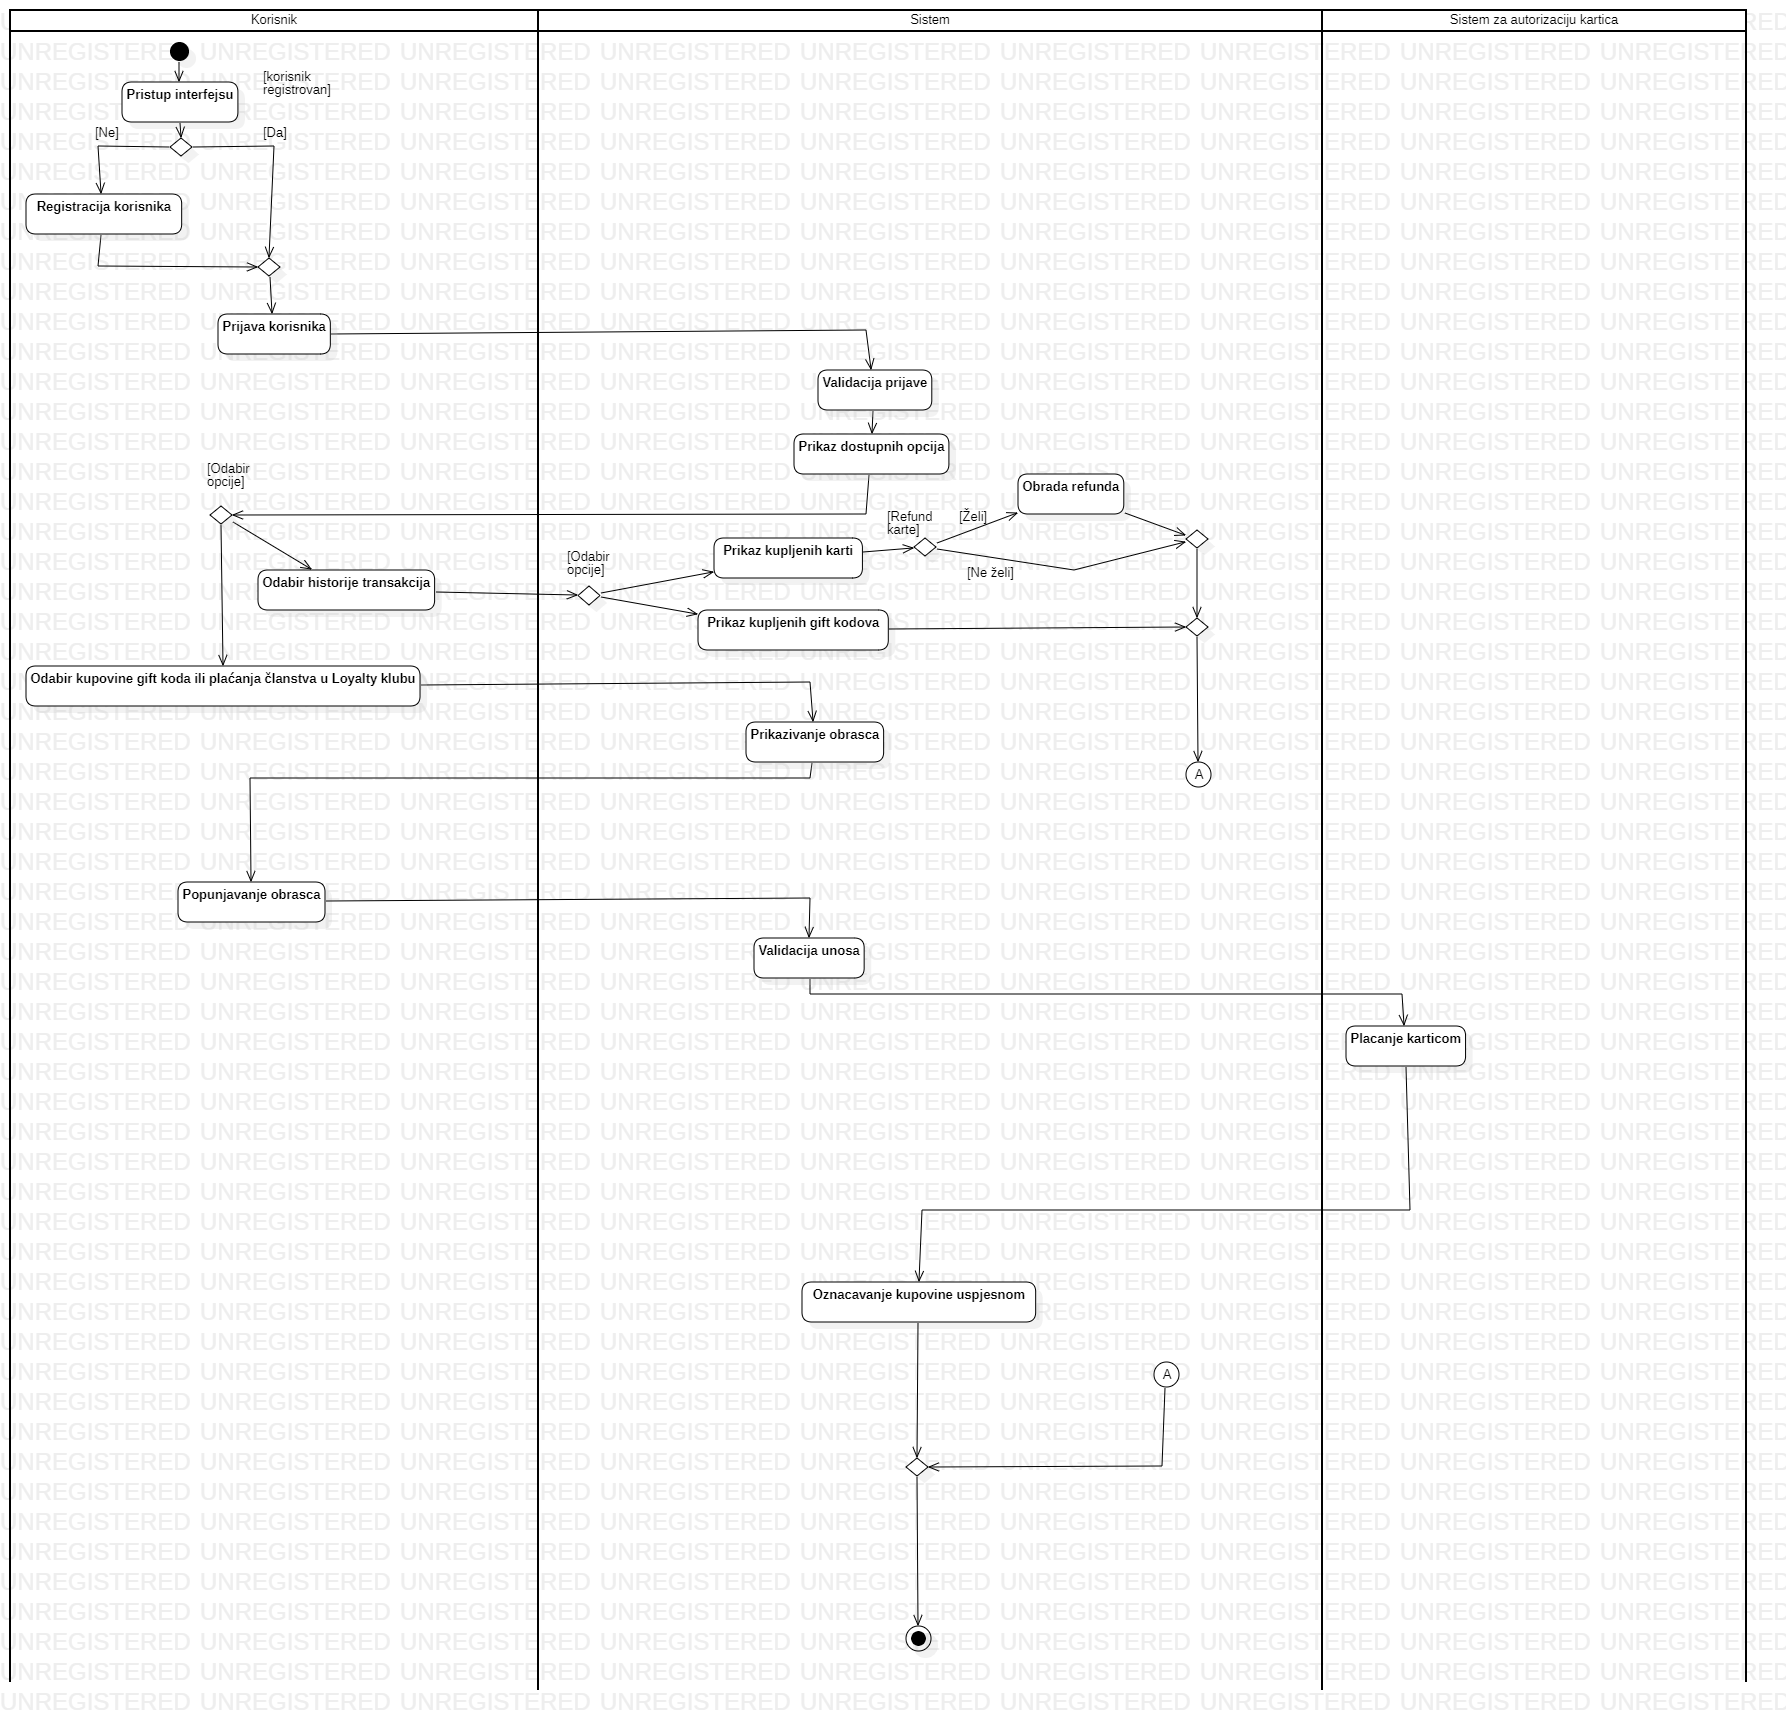 Korisnik
Sistem
Sistem za autorizaciju kartica
[korisnik
registrovan]
Pristup interfejsu
[Ne]
[Da]
Registracija korisnika
Prijava korisnika
Validacija prijave
Prikaz dostupnih opcija
[Odabir
opcije]
Obrada refunda
[Refund
karte]
[Želi]
Prikaz kupljenih karti
[Odabir
opcije]
[Ne želi]
Odabir historije transakcija
Prikaz kupljenih gift kodova
Odabir kupovine gift koda ili plaćanja članstva u Loyalty klubu
Prikazivanje obrasca
A
Popunjavanje obrasca
Validacija unosa
Placanje karticom
Oznacavanje kupovine uspjesnom
A
UNREGISTERED